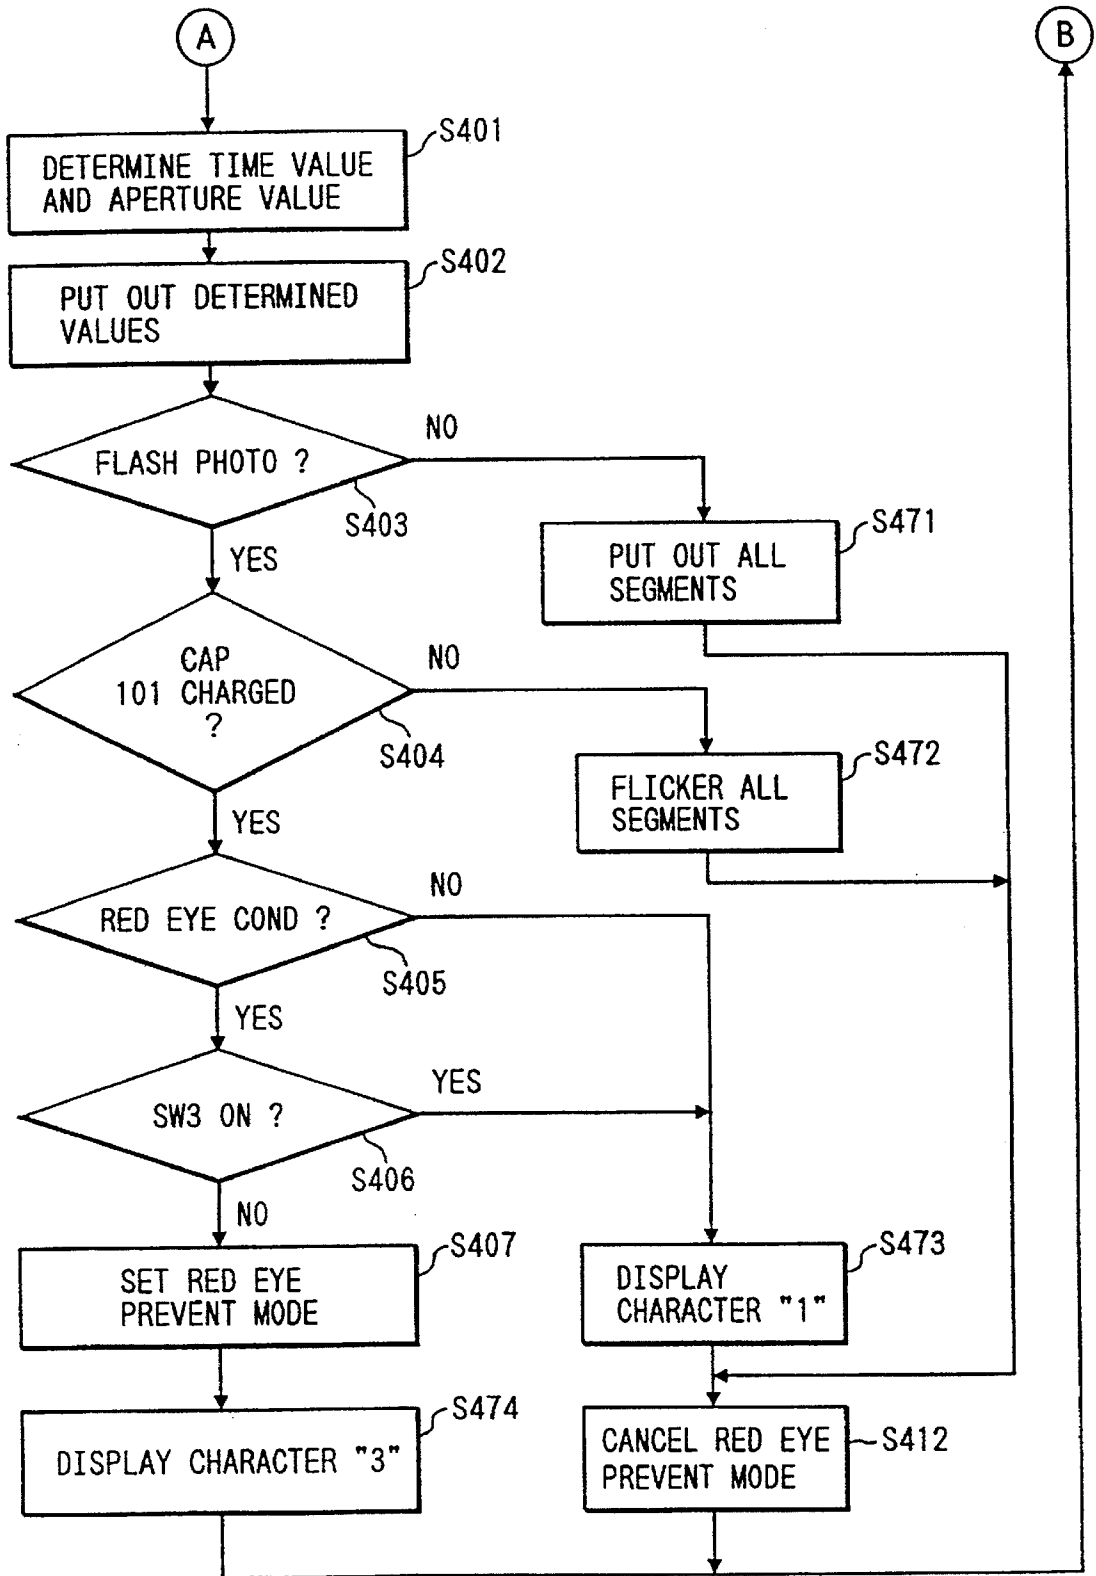 A
B
S401
DETERMINE TIME VALUE
AND APERTURE VALUE
S402
PUT OUT DETERMINED
VALUES
NO
FLASH PHOTO ?
S403
YES
S471
PUT OUT ALL
SEGMENTS
CAP
101 CHARGED
?
NO
S404
YES
S472
FLICKER ALL
SEGMENTS
NO
RED EYE COND ?
S405
YES
YES
SW3 ON ?
S406
NO
S407
SET RED EYE
PREVENT MODE
S473
DISPLAY
CHARACTER "1"
S474
DISPLAY CHARACTER "3"
CANCEL RED EYE
PREVENT MODE
S412